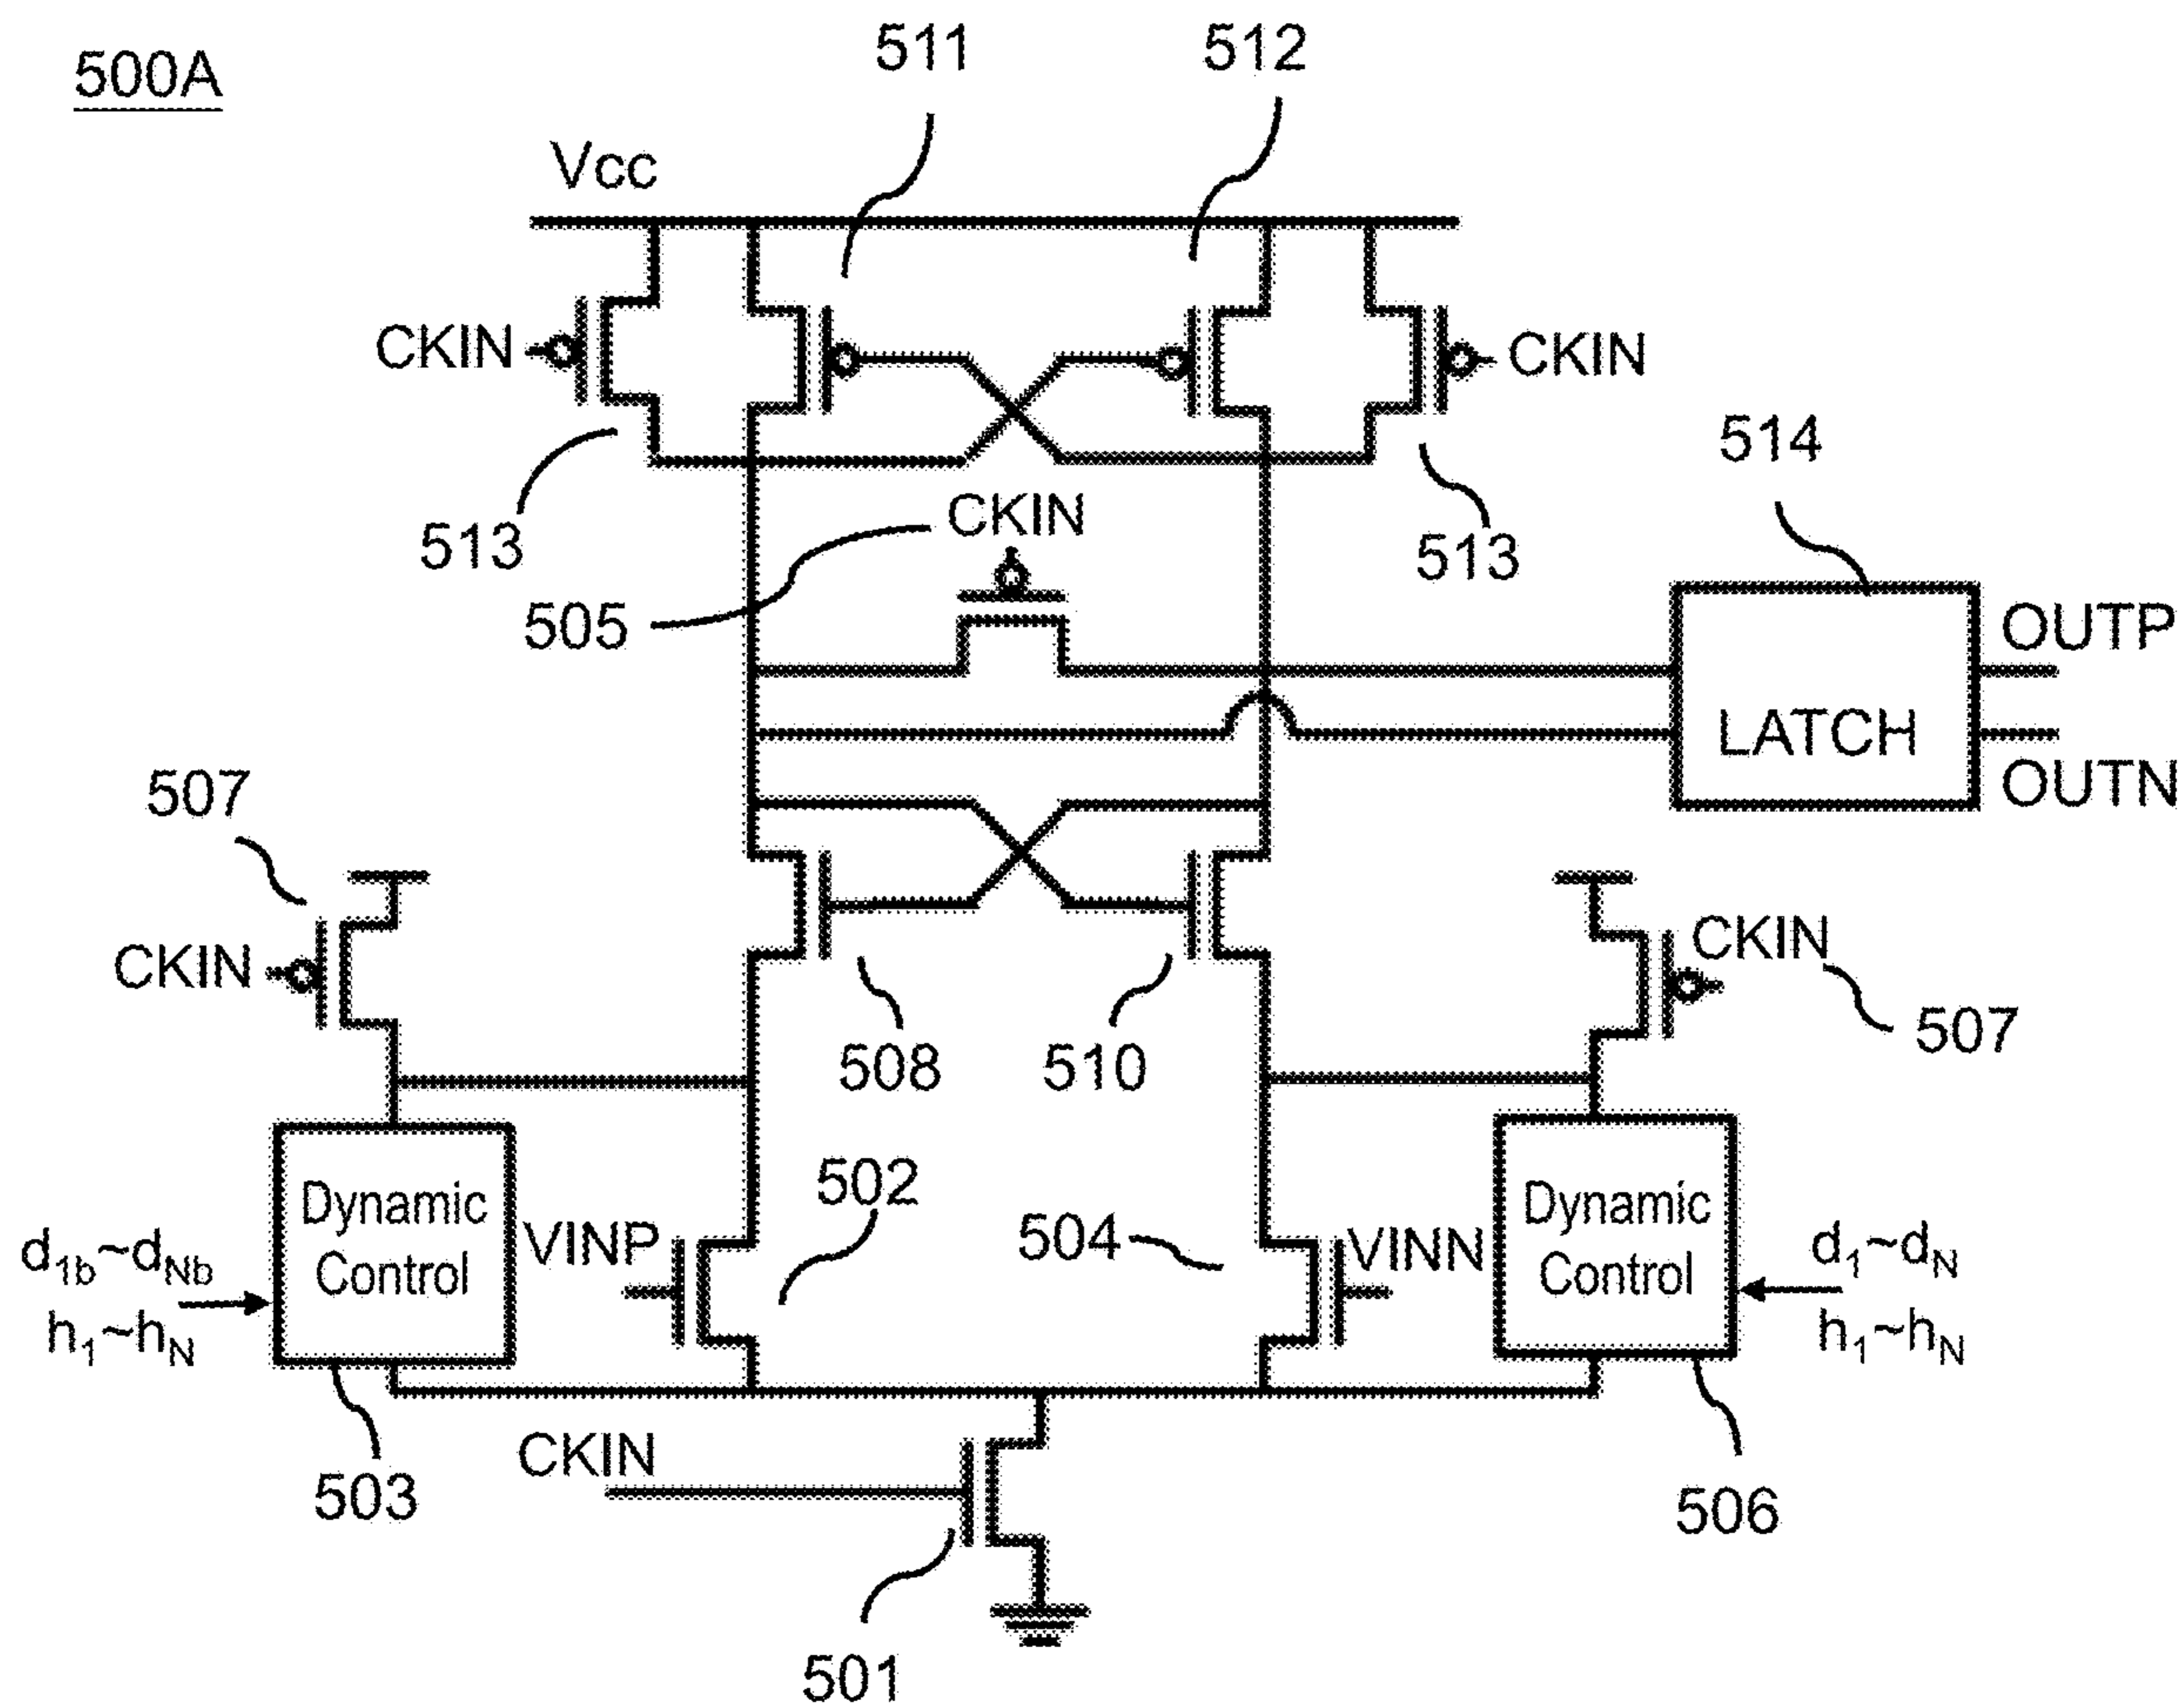 500A
511
512
Vcc
CKIN
CKIN
513
CKIN
513
514
505
OUTP
LATCH
OUTN
507
CKIN
CKIN
507
508
510
Dynamic
Control
502
VINP
504
VINN
Dynamic
Control
d₁b~dNb
h₁~hN
d₁~dN
h₁~hN
503
CKIN
506
501